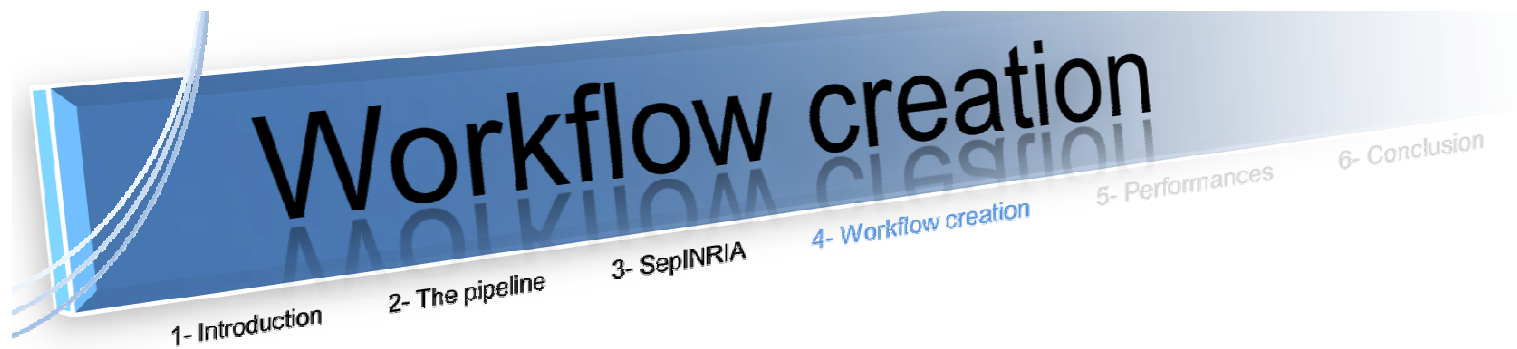 Workflow creation
1- Introduction
2- The pipeline
3- SepINRIA
4- Workflow creation
5- Performances
6- Conclusion